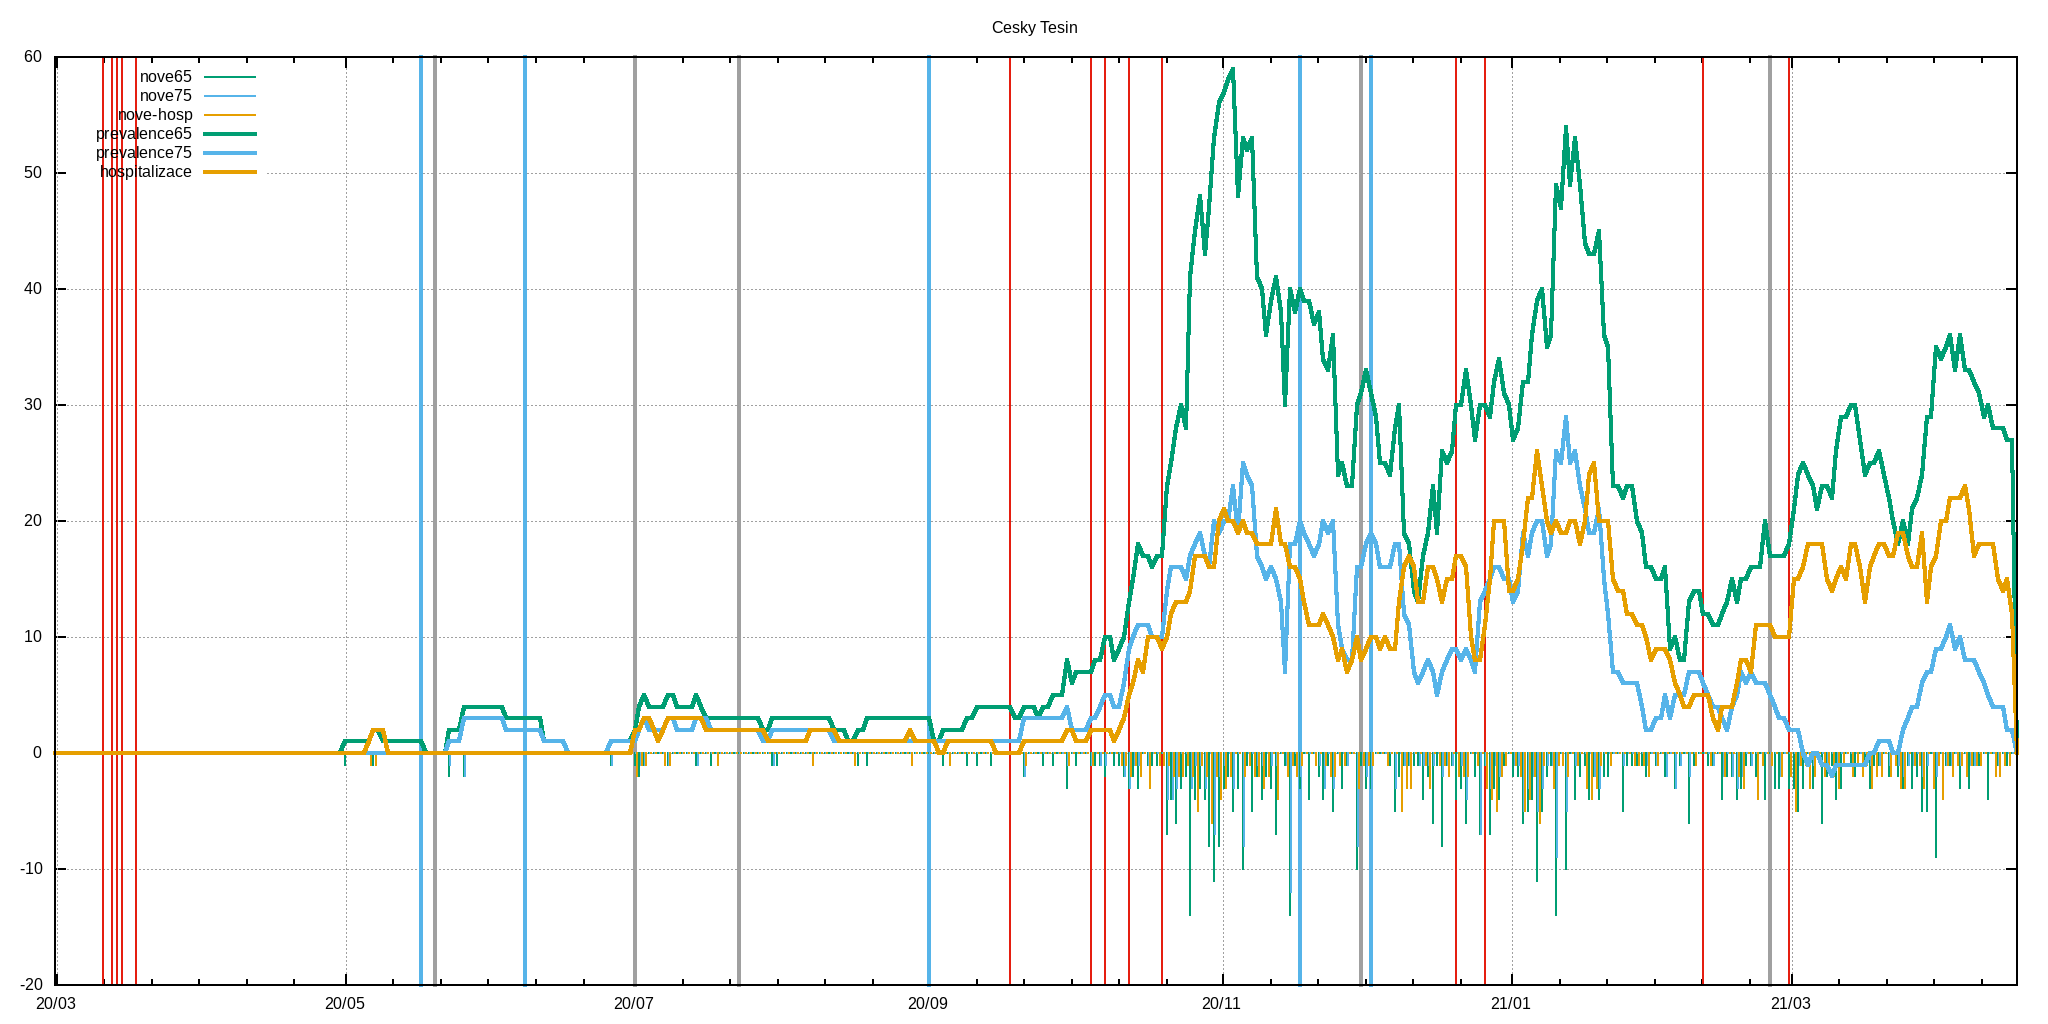 Cesky Tesin
60
50
40
30
20
10
0
-10
-20
nove65
nove75
nove-hosp
prevalence65
prevalence75
hospitalizace
20/03 20/05 20/07 20/09 20/11 21/01 21/03